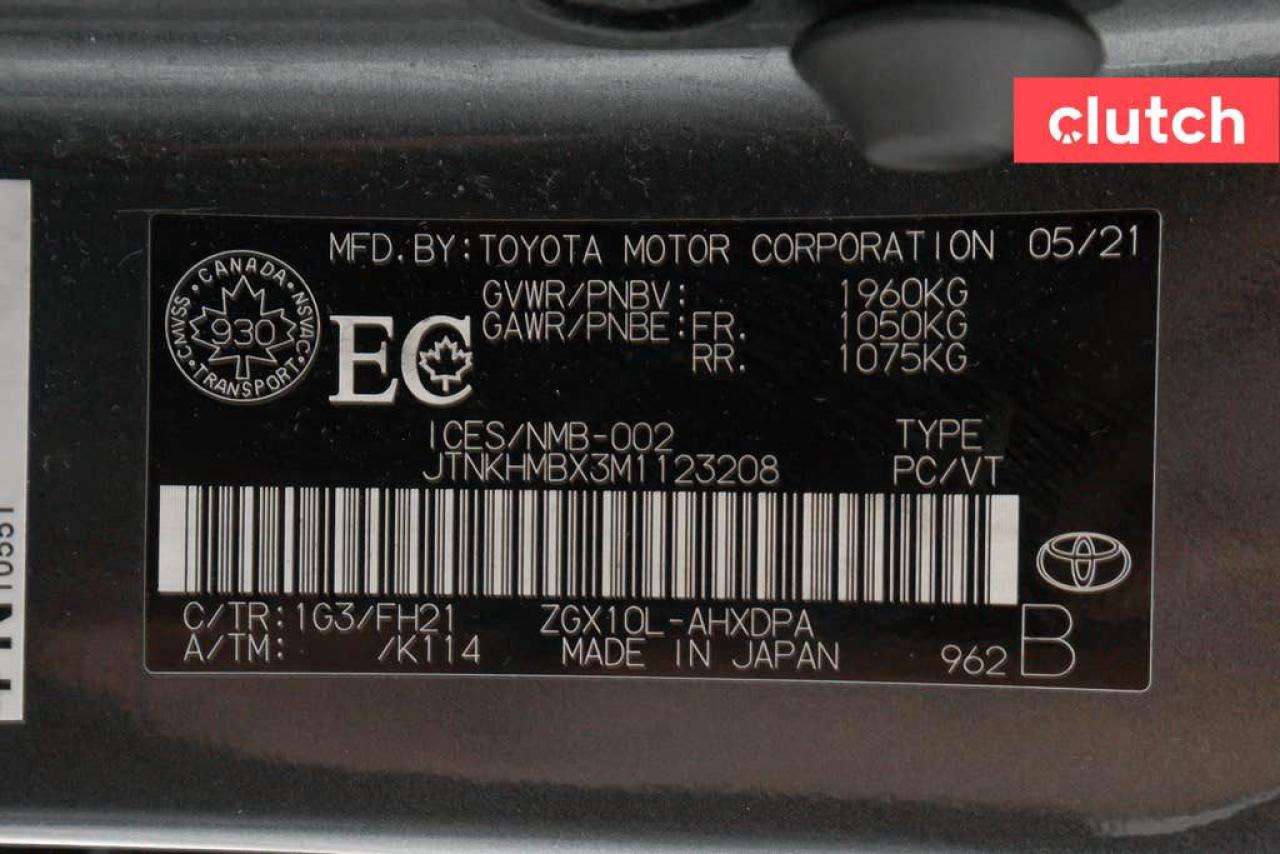 clutch
MFD. BY: TOYOTA MOTOR CORPORATION 05/21
CANADA
CMVSS NSVAC
930
TRANSPORT
EC
GVWR/PNBV: 1960KG
GAWR/PNBE: FR. 1050KG
RR. 1075KG
ICES/NMB-002 TYPE
JTNKHMBX3M1123208 PC/VT
C/TR: 1G3/FH21 ZGX10L-AHXDPA
A/TM: /K114 MADE IN JAPAN 962 B
10551